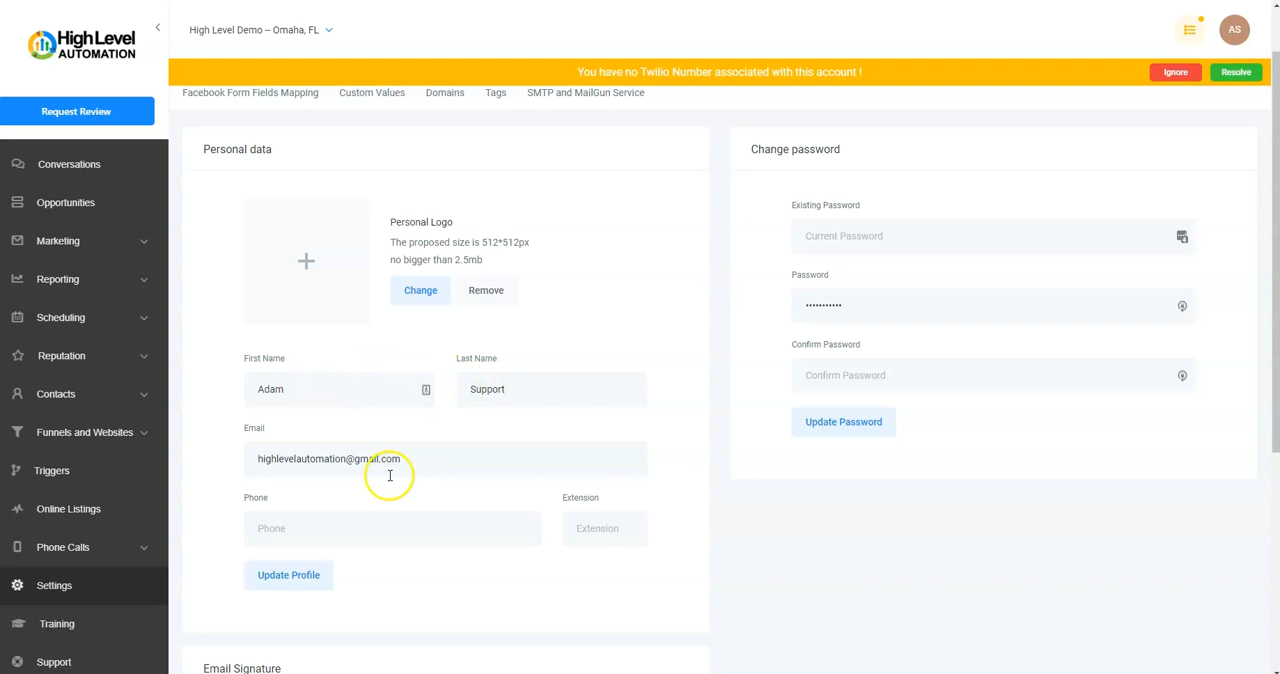 High Level
AUTOMATION
High Level Demo -- Omaha, FL
AS
You have no Twilio Number associated with this account !
Ignore
Resolve
Request Review
Facebook Form Fields Mapping
Custom Values
Domains
Tags
SMTP and MailGun Service
Conversations
Opportunities
Marketing
Reporting
Scheduling
Reputation
Contacts
Funnels and Websites
Triggers
Online Listings
Phone Calls
Settings
Training
Support
Personal data
Personal Logo
The proposed size is 512*512px
no bigger than 2.5mb
Change
Remove
First Name
Last Name
Adam
Support
Email
highlevelautomation@gmail.com
Phone
Extension
Phone
Extension
Update Profile
Email Signature
Change password
Existing Password
Current Password
Password
•••••••••••
Confirm Password
Confirm Password
Update Password